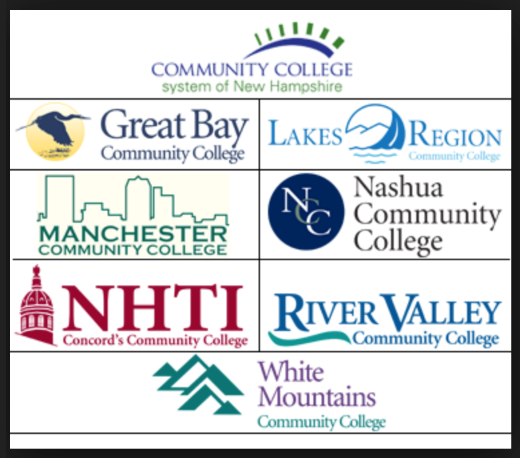 COMMUNITY COLLEGE
system of New Hampshire
Great Bay
Community College
LAKES REGION
Community College
MANCHESTER
COMMUNITY COLLEGE
NCC
Nashua
Community
College
NHTI
Concord's Community College
RIVER VALLEY
Community College
White
Mountains
Community College